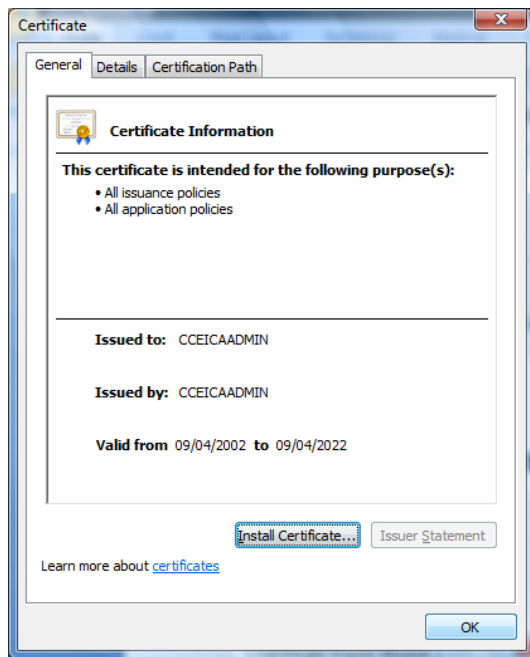 Certificate
General Details Certification Path
Certificate Information
This certificate is intended for the following purpose(s):
• All issuance policies
• All application policies
Issued to: CCEICAADMIN
Issued by: CCEICAADMIN
Valid from 09/04/2002 to 09/04/2022
Install Certificate... Issuer Statement
Learn more about certificates
OK